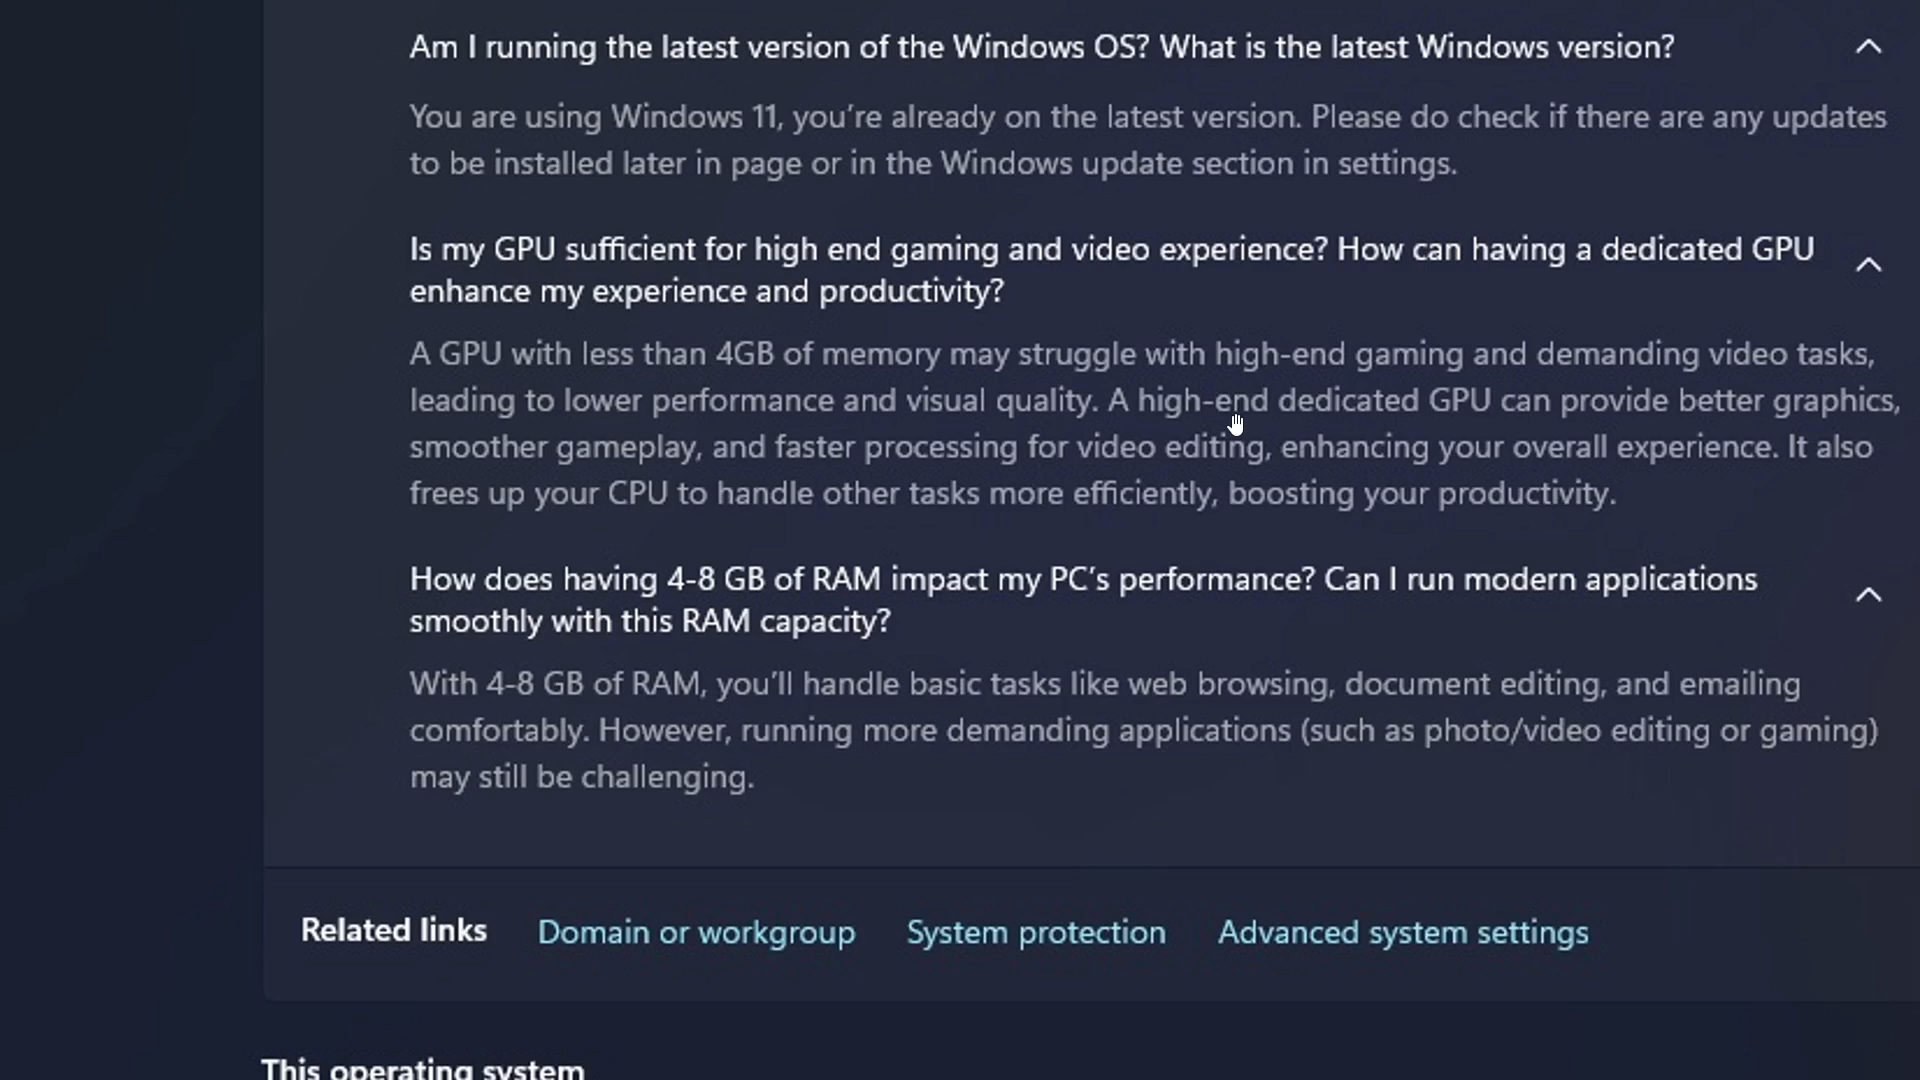 Am I running the latest version of the Windows OS? What is the latest Windows version?
You are using Windows 11, you’re already on the latest version. Please do check if there are any updates
to be installed later in page or in the Windows update section in settings.
Is my GPU sufficient for high end gaming and video experience? How can having a dedicated GPU
enhance my experience and productivity?
A GPU with less than 4GB of memory may struggle with high-end gaming and demanding video tasks,
leading to lower performance and visual quality. A high-end dedicated GPU can provide better graphics,
smoother gameplay, and faster processing for video editing, enhancing your overall experience. It also
frees up your CPU to handle other tasks more efficiently, boosting your productivity.
How does having 4-8 GB of RAM impact my PC’s performance? Can I run modern applications
smoothly with this RAM capacity?
With 4-8 GB of RAM, you’ll handle basic tasks like web browsing, document editing, and emailing
comfortably. However, running more demanding applications (such as photo/video editing or gaming)
may still be challenging.
Related links Domain or workgroup System protection Advanced system settings
This operating system